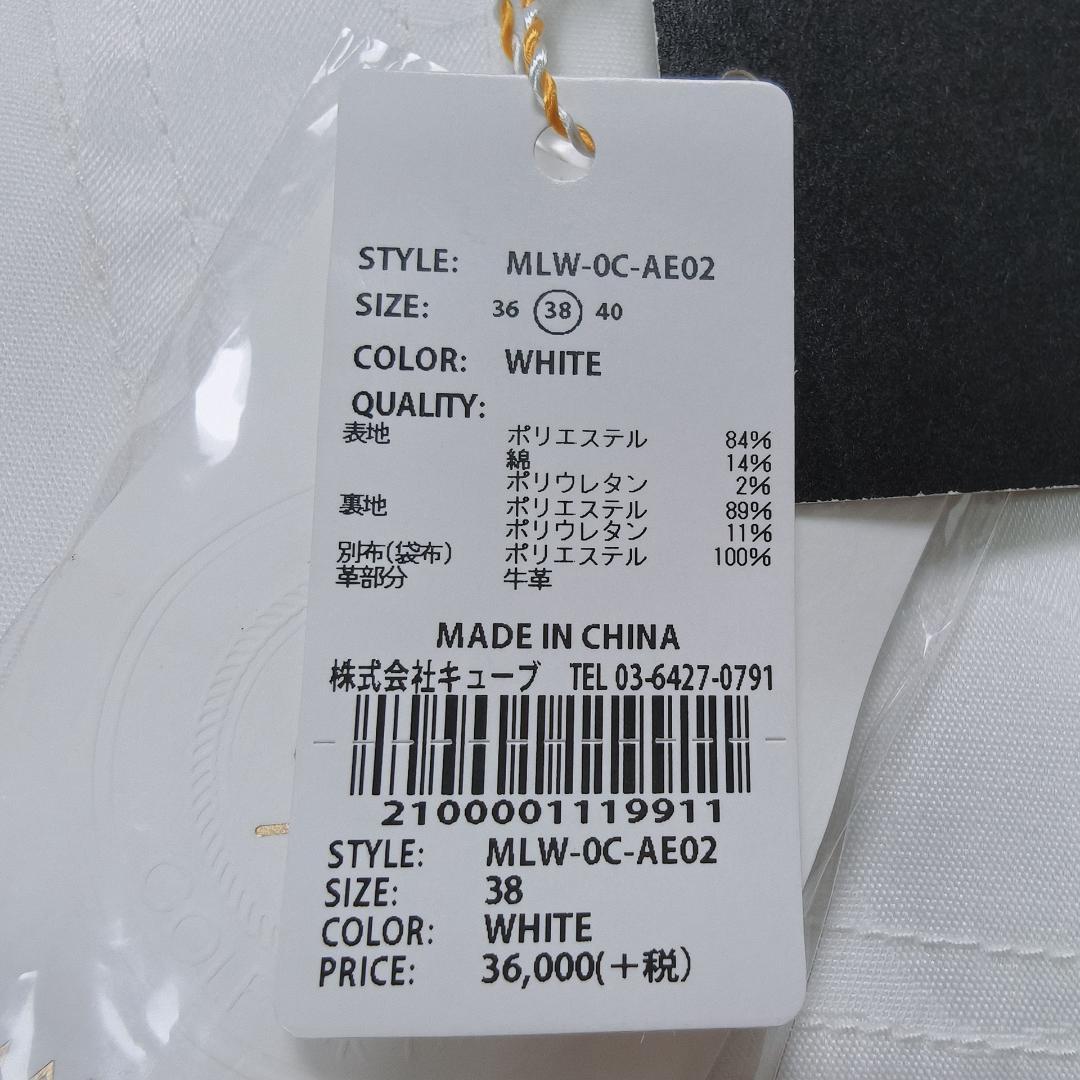 STYLE: MLW-0C-AE02
SIZE: 36 38 40
COLOR: WHITE
QUALITY:
表地 ポリエステル 84%
綿 14%
ポリウレタン 2%
裏地 ポリエステル 89%
ポリウレタン 11%
別布(袋布) ポリエステル 100%
革部分 牛革
MADE IN CHINA
株式会社キューブ TEL 03-6427-0791
2100001119911
STYLE: MLW-0C-AE02
SIZE: 38
COLOR: WHITE
PRICE: 36,000(+税)